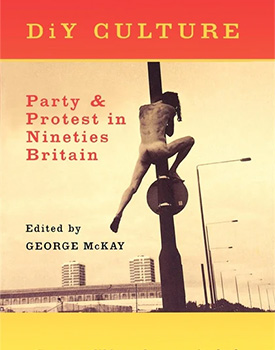 DiY CULTURE
Party &
Protest in
Nineties
Britain
Edited by
GEORGE McKAY